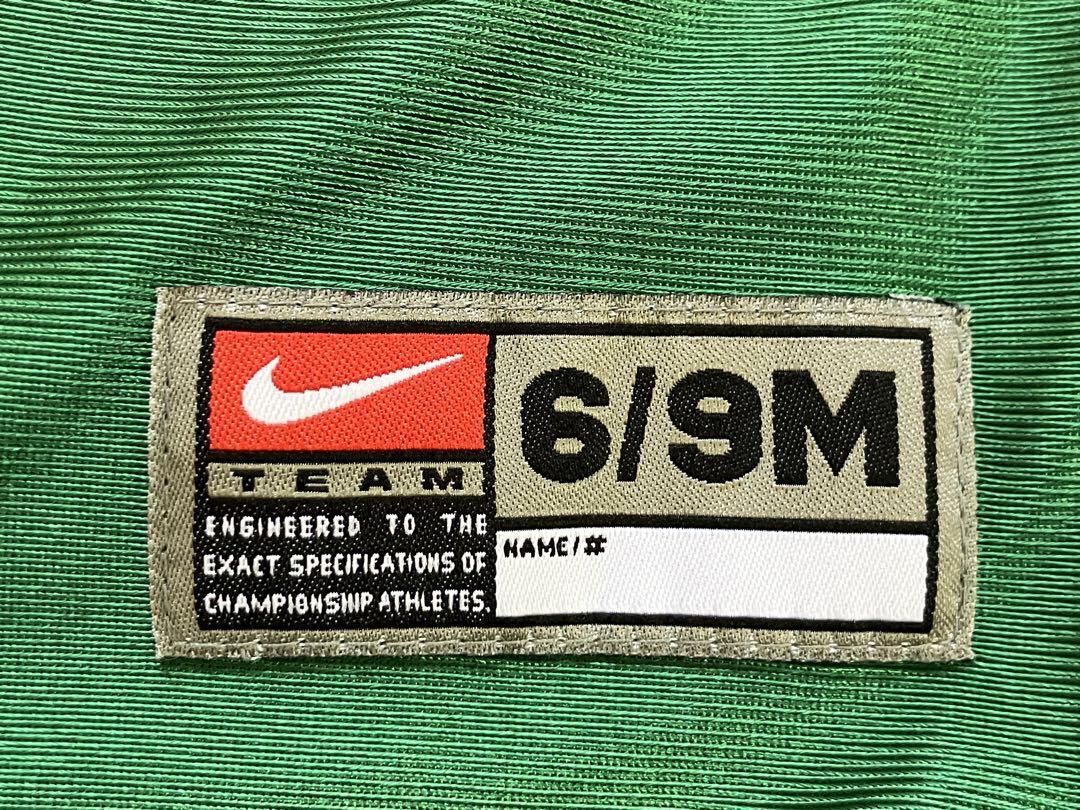 TEAM
ENGINEERED TO THE
EXACT SPECIFICATIONS OF
CHAMPIONSHIP ATHLETES.
6/9M
NAME/#